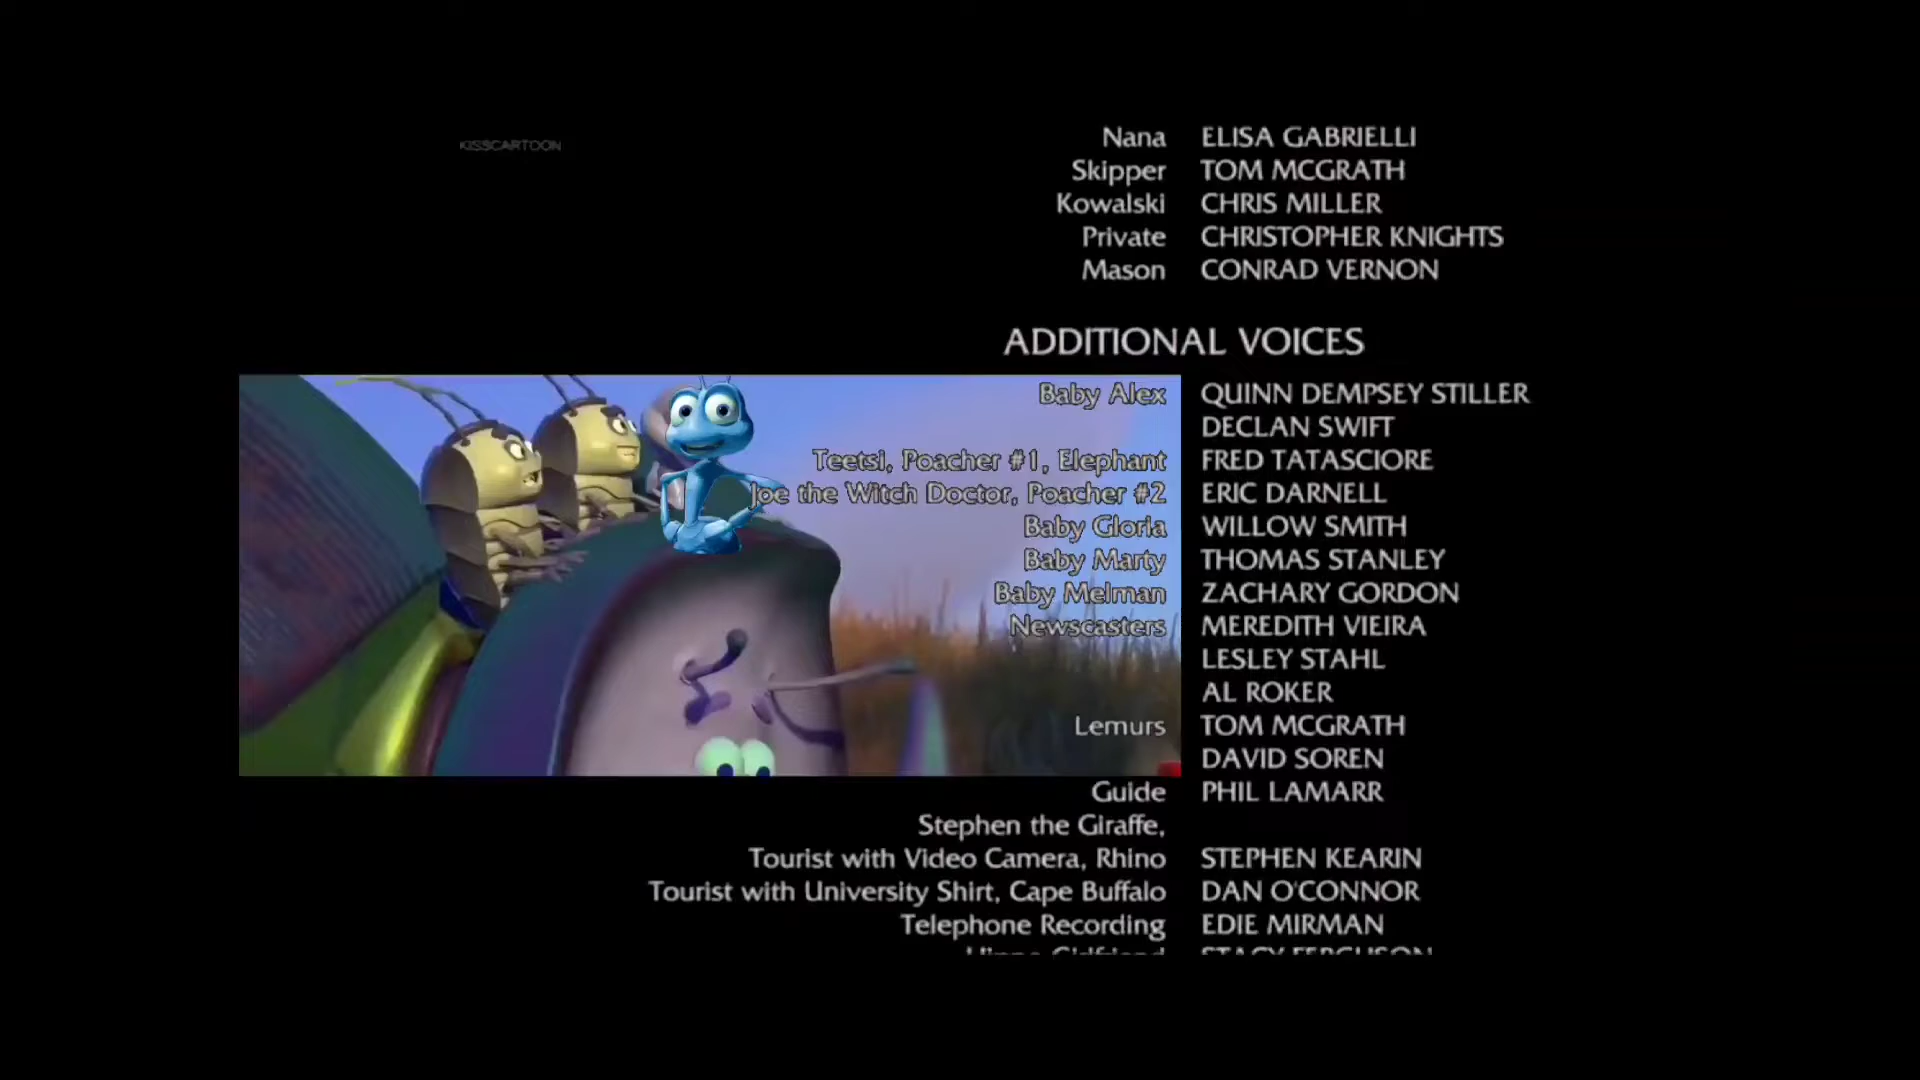 KISSCARTOON
Nana ELISA GABRIELLI
Skipper TOM MCGRATH
Kowalski CHRIS MILLER
Private CHRISTOPHER KNIGHTS
Mason CONRAD VERNON
ADDITIONAL VOICES
Baby Alex QUINN DEMPSEY STILLER
DECLAN SWIFT
Teetsi, Poacher #1, Elephant FRED TATASCIORE
Joe the Witch Doctor, Poacher #2 ERIC DARNELL
Baby Gloria WILLOW SMITH
Baby Marty THOMAS STANLEY
Baby Melman ZACHARY GORDON
Newscasters MEREDITH VIEIRA
LESLEY STAHL
AL ROKER
Lemurs TOM MCGRATH
DAVID SOREN
Guide PHIL LAMARR
Stephen the Giraffe,
Tourist with Video Camera, Rhino STEPHEN KEARIN
Tourist with University Shirt, Cape Buffalo DAN O'CONNOR
Telephone Recording EDIE MIRMAN